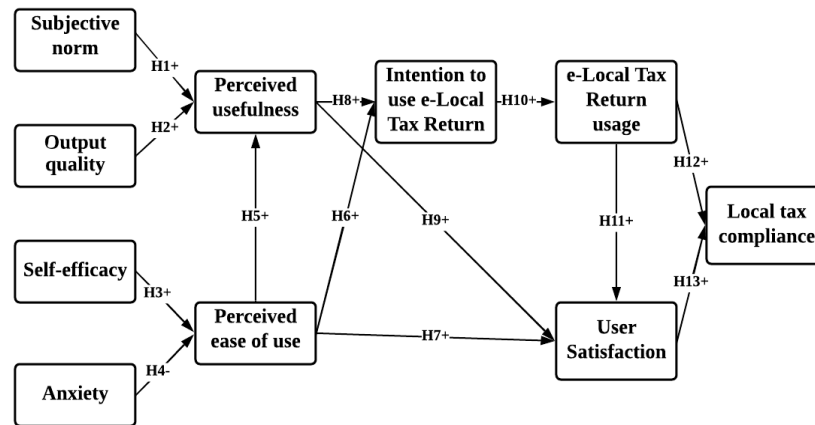 Subjective
norm
H1+
Perceived
usefulness
H2+
Output
quality
H8+
Intention to
use e-Local
Tax Return
H10+
e-Local Tax
Return
usage
H12+
Local tax
compliance
H5+
H6+
H9+
H11+
H13+
Self-efficacy
H3+
Perceived
ease of use
H4-
Anxiety
H7+
User
Satisfaction